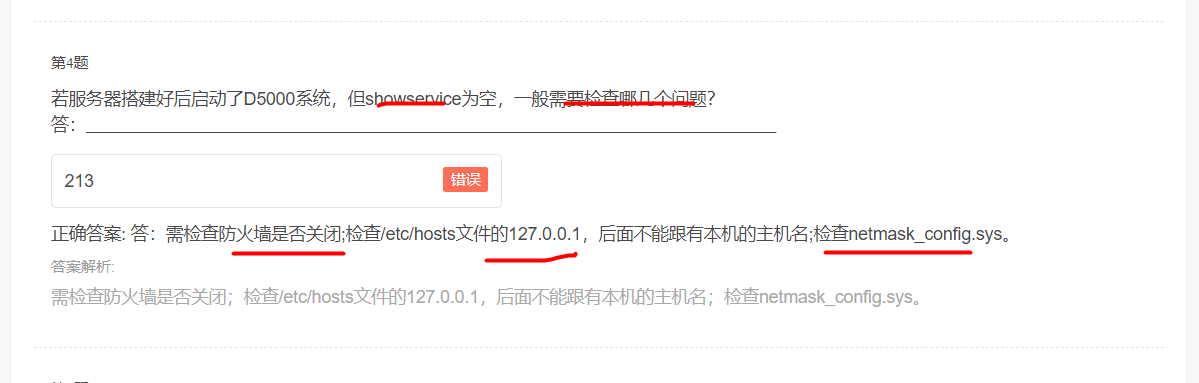 第4题
若服务器搭建好后启动了D5000系统，但showservice为空，一般需要检查哪几个问题?
答：
213
错误
正确答案: 答：需检查防火墙是否关闭;检查/etc/hosts文件的127.0.0.1，后面不能跟有本机的主机名;检查netmask_config.sys。
答案解析:
需检查防火墙是否关闭；检查/etc/hosts文件的127.0.0.1，后面不能跟有本机的主机名；检查netmask_config.sys。